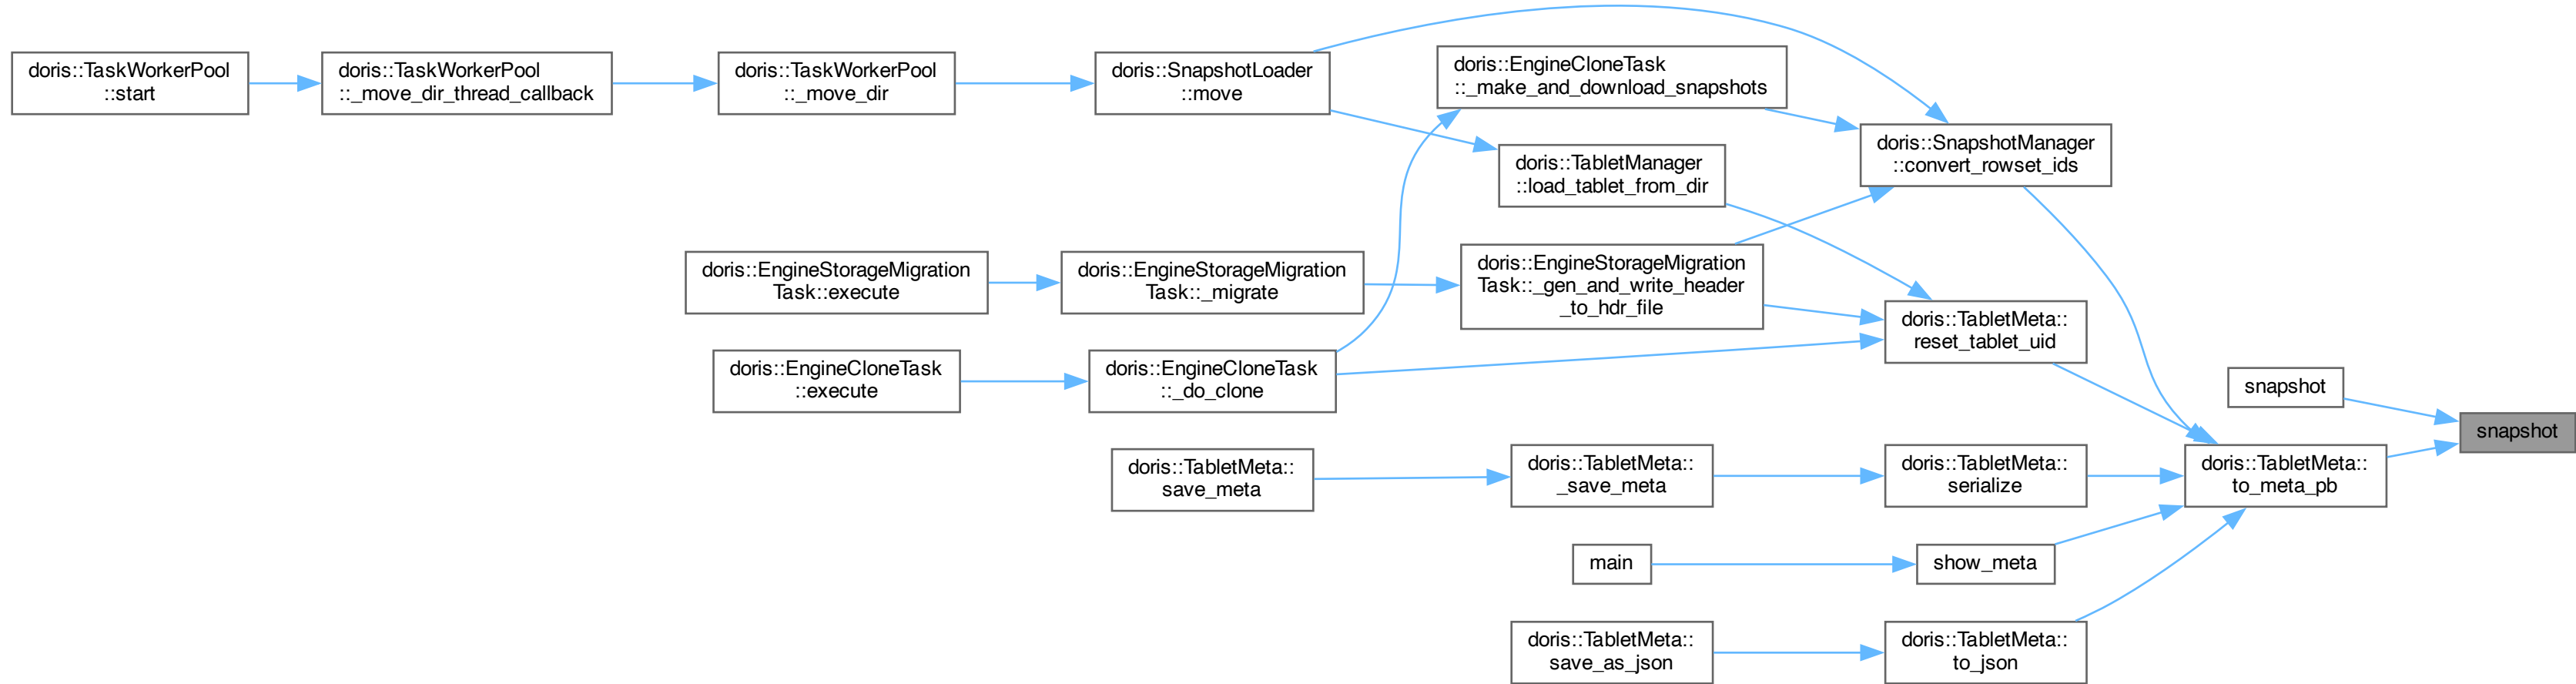 doris::TaskWorkerPool
::start
doris::TaskWorkerPool
::_move_dir_thread_callback
doris::TaskWorkerPool
::_move_dir
doris::SnapshotLoader
::move
doris::EngineCloneTask
::_make_and_download_snapshots
doris::SnapshotManager
::convert_rowset_ids
doris::TabletManager
::load_tablet_from_dir
doris::EngineStorageMigration
Task::execute
doris::EngineStorageMigration
Task::_migrate
doris::EngineStorageMigration
Task::_gen_and_write_header
_to_hdr_file
doris::TabletMeta::
reset_tablet_uid
doris::EngineCloneTask
::execute
doris::EngineCloneTask
::_do_clone
snapshot
snapshot
doris::TabletMeta::
save_meta
doris::TabletMeta::
_save_meta
doris::TabletMeta::
serialize
doris::TabletMeta::
to_meta_pb
main
show_meta
doris::TabletMeta::
save_as_json
doris::TabletMeta::
to_json